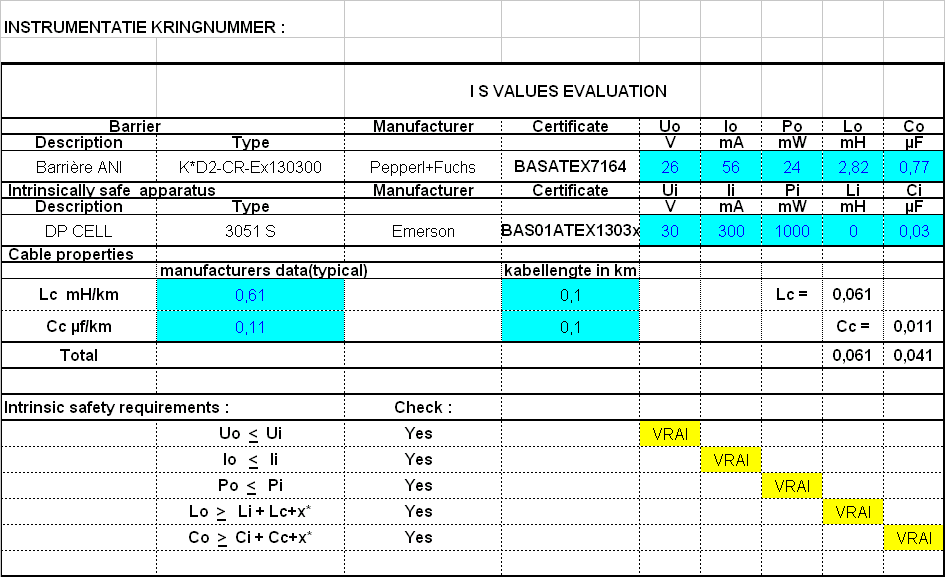 INSTRUMENTATIE KRINGNUMMER :
I S VALUES EVALUATION
Barrier Manufacturer Certificate Uo Io Po Lo Co
Description Type V mA mW mH µF
Barrière ANI K*D2-CR-Ex130300 Pepperl+Fuchs BASATEX7164 26 56 24 2,82 0,77
Intrinsically safe apparatus Manufacturer Certificate Ui Ii Pi Li Ci
Description Type V mA mW mH µF
DP CELL 3051 S Emerson BAS01ATEX1303x 30 300 1000 0 0,03
Cable properties
manufacturers data(typical) kabellengte in km
Lc mH/km 0,61 0,1 Lc = 0,061
Cc µf/km 0,11 0,1 Cc = 0,011
Total 0,061 0,041
Intrinsic safety requirements : Check :
Uo ≤ Ui Yes VRAI
Io ≤ Ii Yes VRAI
Po ≤ Pi Yes VRAI
Lo ≥ Li + Lc+x* Yes VRAI
Co ≥ Ci + Cc+x* Yes VRAI